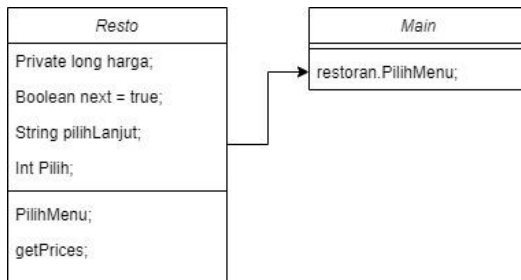 Resto
Private long harga;
Boolean next = true;
String pilihLanjut;
Int Pilih;
PilihMenu;
getPrices;
Main
restoran.PilihMenu;